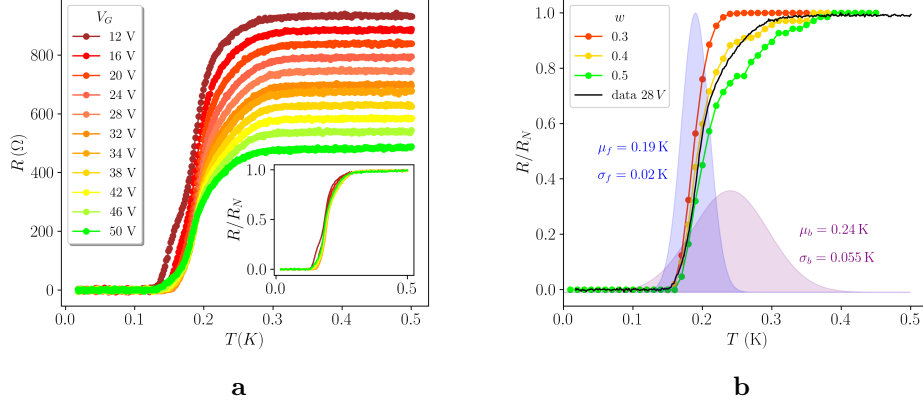 V_G
12 V
16 V
20 V
24 V
28 V
32 V
34 V
38 V
42 V
46 V
50 V
R (Ω)
0
200
400
600
800
0.0
0.1
0.2
0.3
0.4
0.5
T(K)
R/R_N
0.0
0.5
1.0
0.0
0.5
a
w
0.3
0.4
0.5
data 28 V
R/R_N
0.0
0.2
0.4
0.6
0.8
1.0
μ_f = 0.19 K
σ_f = 0.02 K
μ_b = 0.24 K
σ_b = 0.055 K
0.0
0.1
0.2
0.3
0.4
0.5
T (K)
b